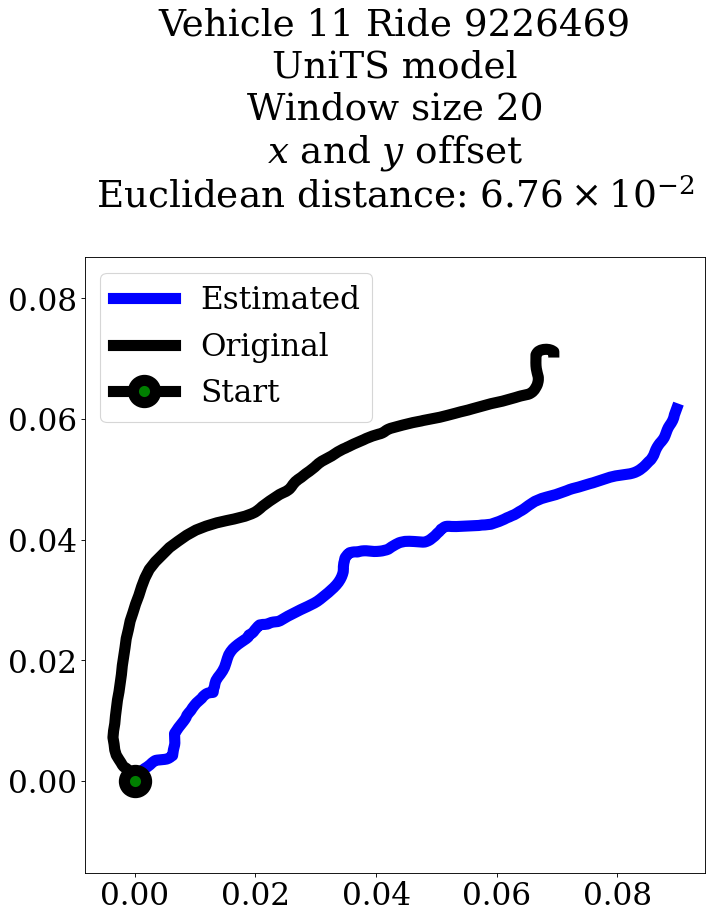 Vehicle 11 Ride 9226469
UniTS model
Window size 20
x and y offset
Euclidean distance: 6.76 × 10⁻²
Estimated
Original
Start
0.08
0.06
0.04
0.02
0.00
0.00 0.02 0.04 0.06 0.08